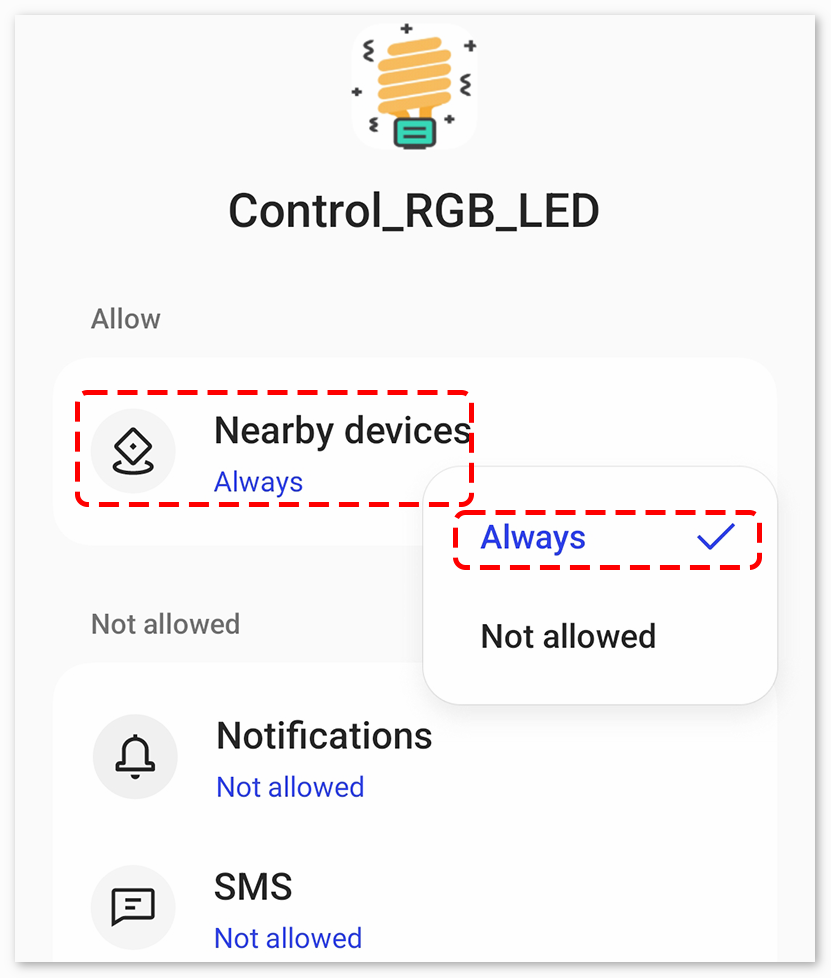 Control_RGB_LED
Allow
Nearby devices
Always
Always
Not allowed
Not allowed
Notifications
Not allowed
SMS
Not allowed